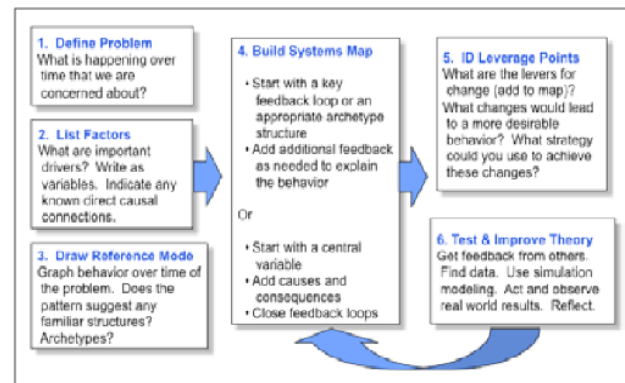 1. Define Problem
What is happening over
time that we are
concerned about?
2. List Factors
What are important
drivers? Write as
variables. Indicate any
known direct causal
connections.
3. Draw Reference Mode
Graph behavior over time of
the problem. Does the
pattern suggest any
familiar structures?
Archetypes?
4. Build Systems Map
• Start with a key
feedback loop or an
appropriate archetype
structure
• Add additional feedback
as needed to explain
the behavior
Or
• Start with a central
variable
• Add causes and
consequences
• Close feedback loops
5. ID Leverage Points
What are the levers for
change (add to map)?
What changes would lead
to a more desirable
behavior? What strategy
could you use to achieve
these changes?
6. Test & Improve Theory
Get feedback from others.
Find data. Use simulation
modeling. Act and observe
real world results. Reflect.